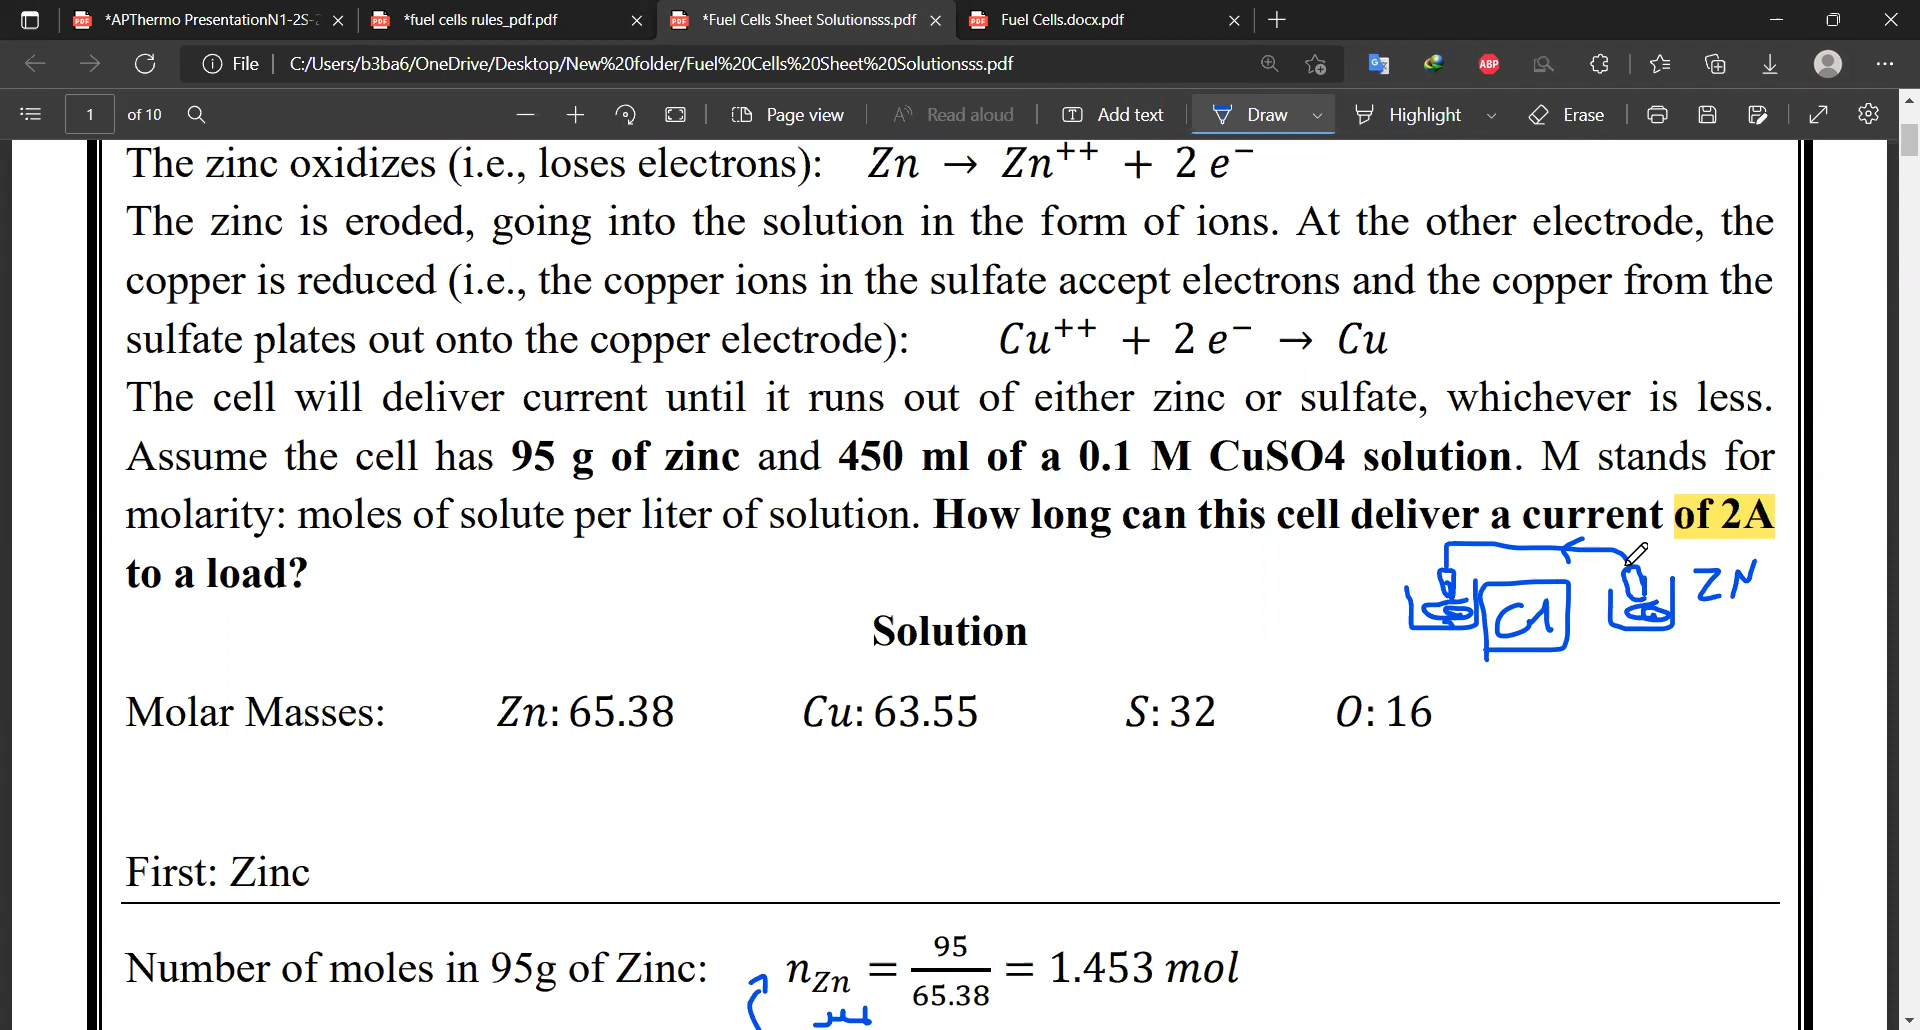 *APThermo PresentationN1-2S-
*fuel cells rules_pdf.pdf
*Fuel Cells Sheet Solutionsss.pdf
Fuel Cells.docx.pdf
File C:/Users/b3ba6/OneDrive/Desktop/New%20folder/Fuel%20Cells%20Sheet%20Solutionsss.pdf
ABP
1 of 10 Page view Read aloud Add text Draw Highlight Erase
The zinc oxidizes (i.e., loses electrons): Zn → Zn⁺⁺ + 2 e⁻
The zinc is eroded, going into the solution in the form of ions. At the other electrode, the
copper is reduced (i.e., the copper ions in the sulfate accept electrons and the copper from the
sulfate plates out onto the copper electrode): Cu⁺⁺ + 2 e⁻ → Cu
The cell will deliver current until it runs out of either zinc or sulfate, whichever is less.
Assume the cell has 95 g of zinc and 450 ml of a 0.1 M CuSO4 solution. M stands for
molarity: moles of solute per liter of solution. How long can this cell deliver a current of 2A
to a load?
ZN
Solution
Molar Masses: Zn: 65.38 Cu: 63.55 S: 32 O: 16
First: Zinc
Number of moles in 95g of Zinc: n_Zn = 95/65.38 = 1.453 mol